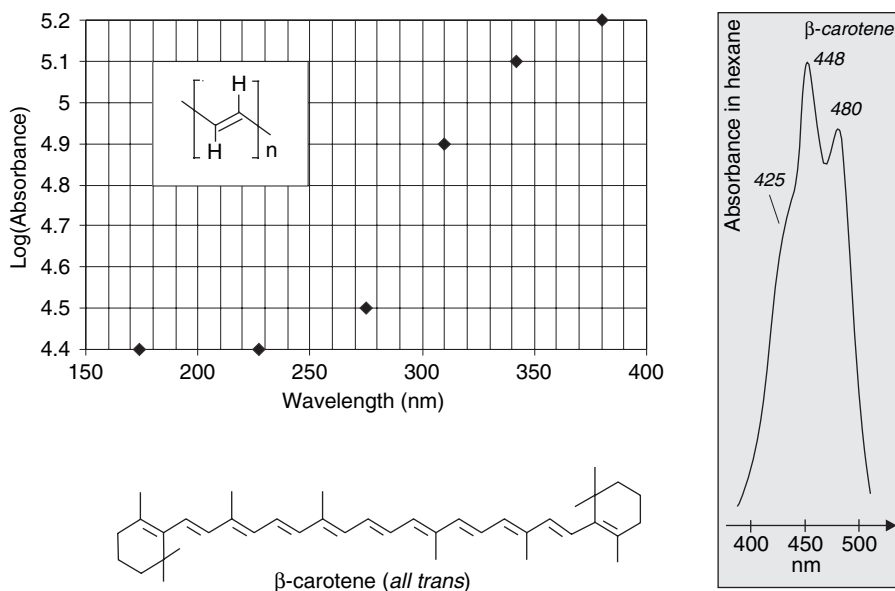 5.2
5.1
5
4.9
4.8
4.7
4.6
4.5
4.4
Log(Absorbance)
H
H
n
150
200
250
300
350
400
Wavelength (nm)
β-carotene (all trans)
Absorbance in hexane
β-carotene
448
480
425
400
450
500
nm